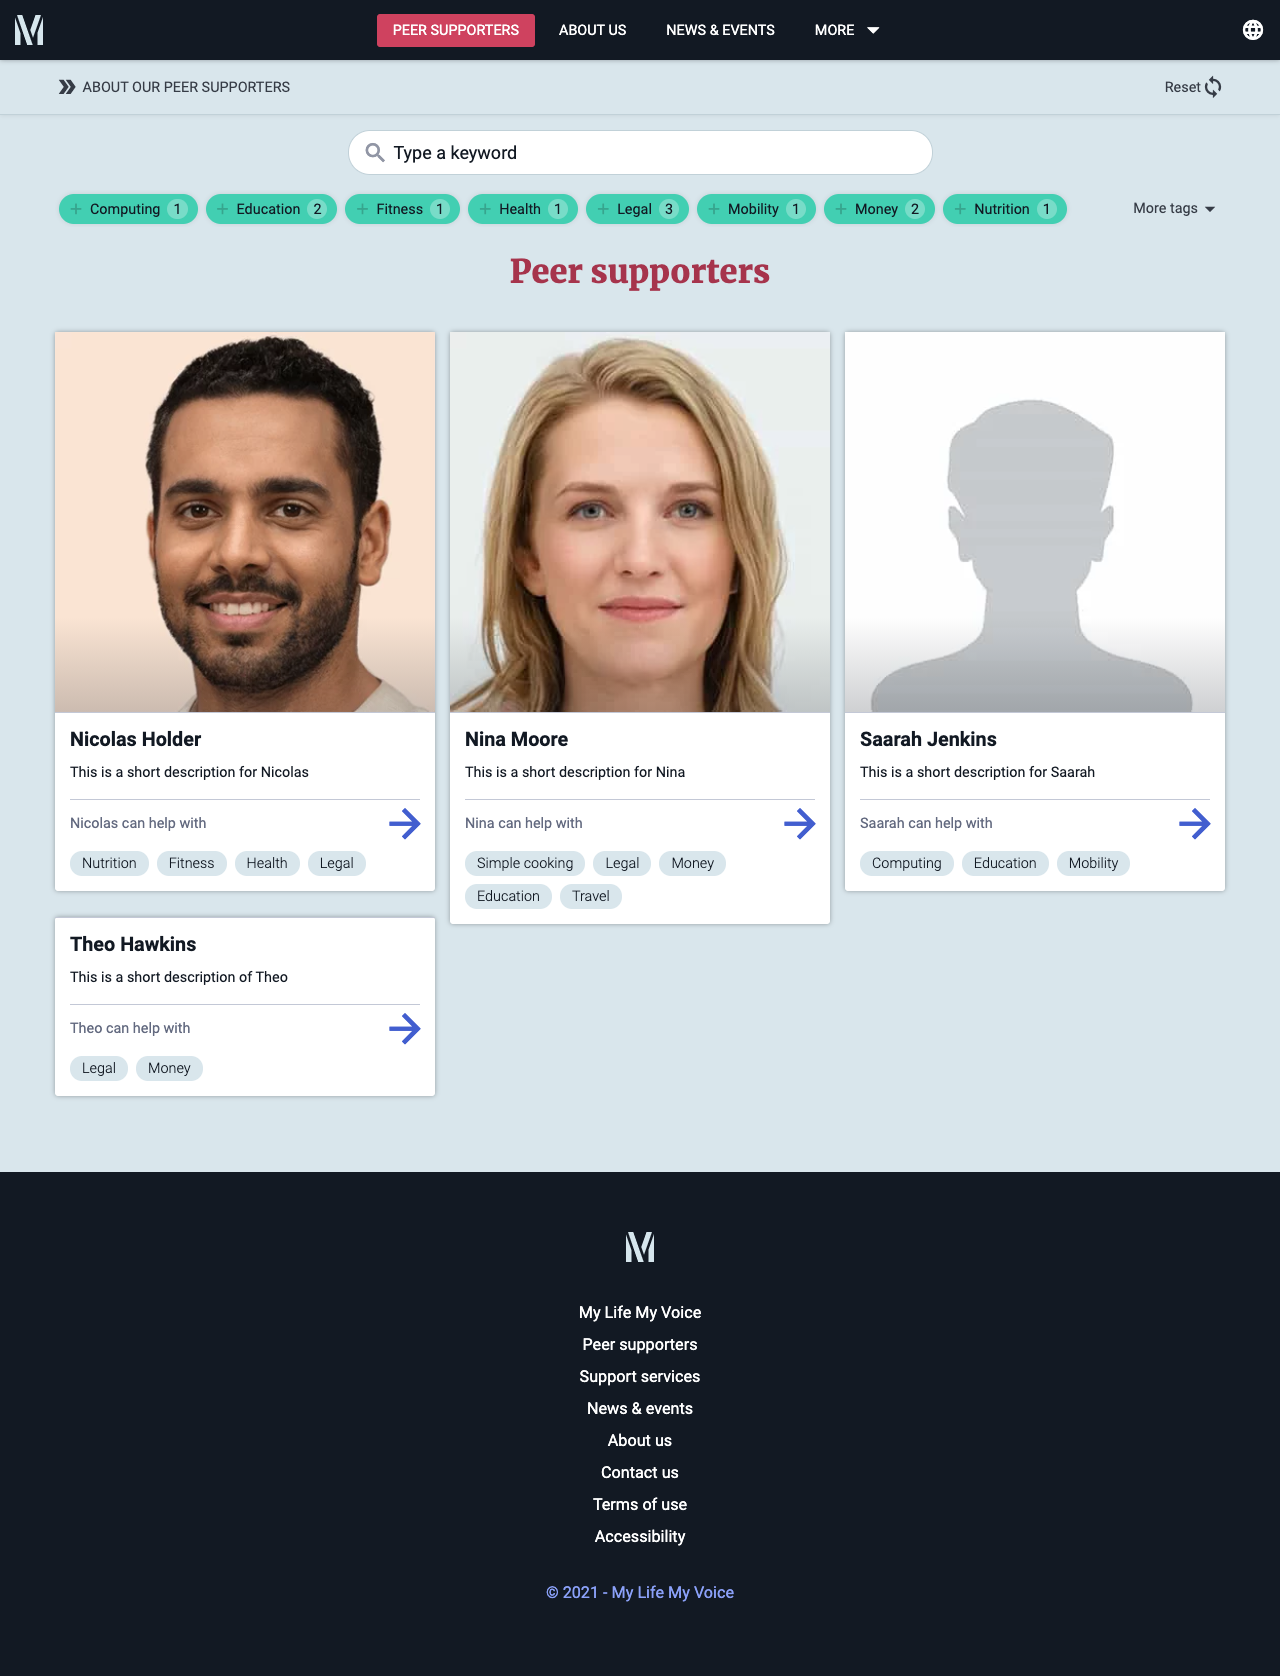 PEER SUPPORTERS ABOUT US NEWS & EVENTS MORE
ABOUT OUR PEER SUPPORTERS Reset
Type a keyword
Computing 1 Education 2 Fitness 1 Health 1 Legal 3 Mobility 1 Money 2 Nutrition 1 More tags
Peer supporters
Nicolas Holder
This is a short description for Nicolas
Nicolas can help with
Nutrition Fitness Health Legal
Nina Moore
This is a short description for Nina
Nina can help with
Simple cooking Legal Money
Education Travel
Saarah Jenkins
This is a short description for Saarah
Saarah can help with
Computing Education Mobility
Theo Hawkins
This is a short description of Theo
Theo can help with
Legal Money
My Life My Voice
Peer supporters
Support services
News & events
About us
Contact us
Terms of use
Accessibility
© 2021 - My Life My Voice